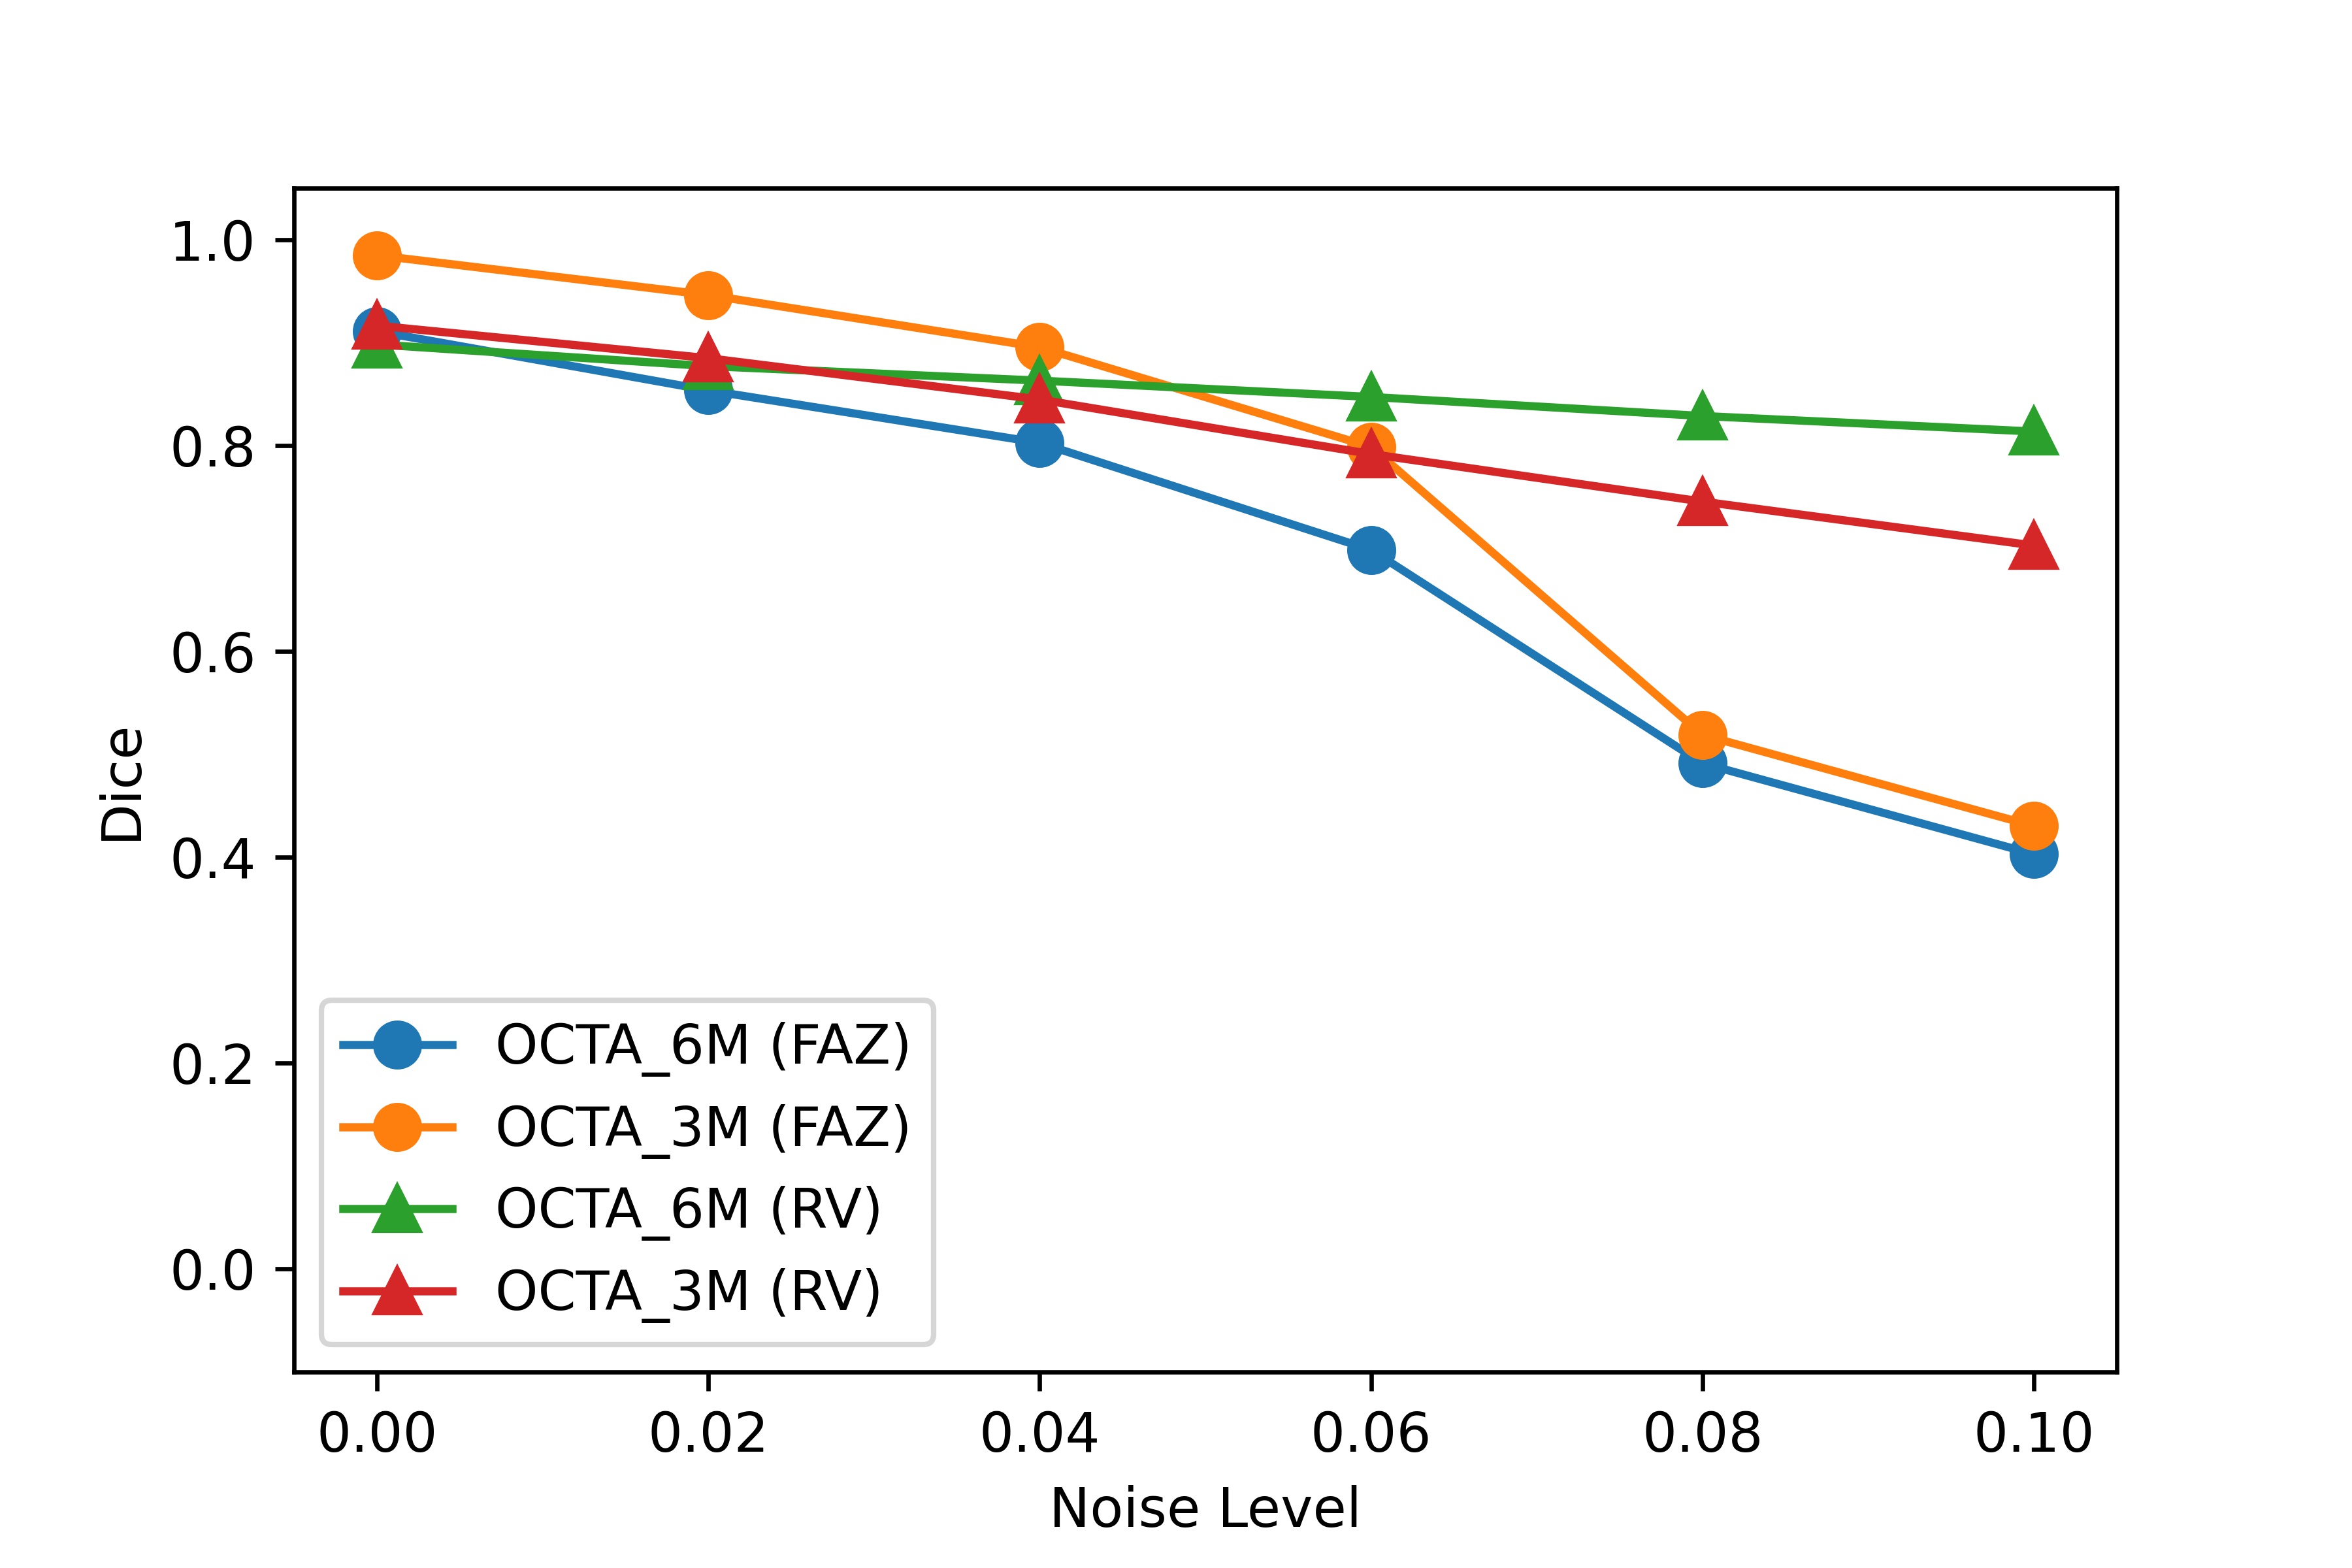 1.0
0.8
0.6
0.4
0.2
0.0
Dice
OCTA_6M (FAZ)
OCTA_3M (FAZ)
OCTA_6M (RV)
OCTA_3M (RV)
0.00 0.02 0.04 0.06 0.08 0.10
Noise Level